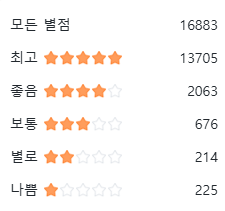 모든 별점 16883
최고 13705
좋음 2063
보통 676
별로 214
나쁨 225